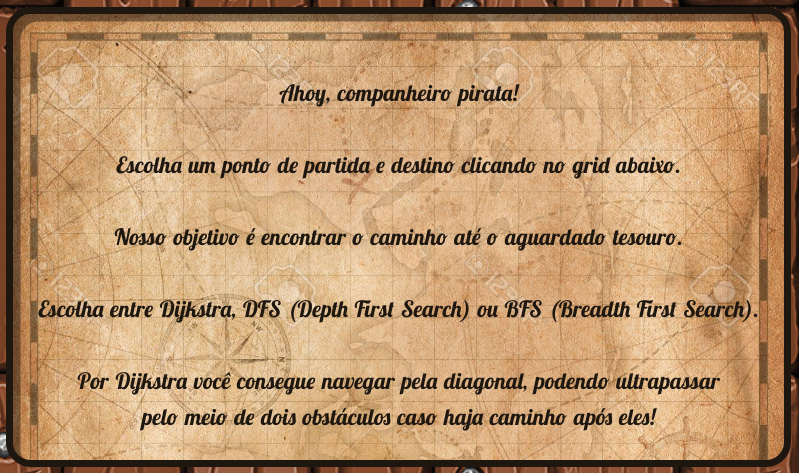 Ahoy, companheiro pirata!
Escolha um ponto de partida e destino clicando no grid abaixo.
Nosso objetivo é encontrar o caminho até o aguardado tesouro.
Escolha entre Dijkstra, DFS (Depth First Search) ou BFS (Breadth First Search).
Por Dijkstra você consegue navegar pela diagonal, podendo ultrapassar
pelo meio de dois obstáculos caso haja caminho após eles!